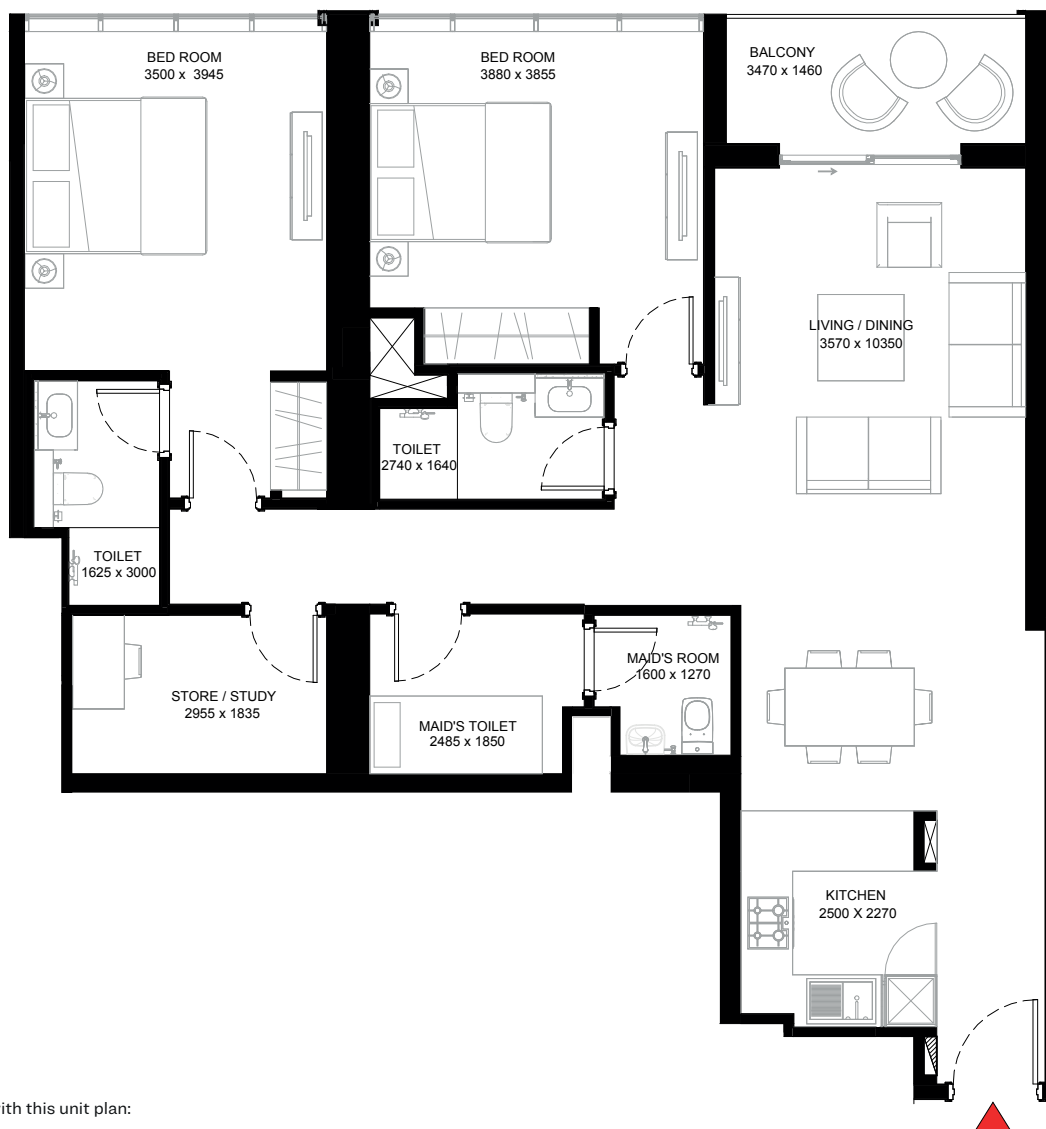 BED ROOM
3500 x 3945
BED ROOM
3880 x 3855
BALCONY
3470 x 1460
LIVING / DINING
3570 x 10350
TOILET
2740 x 1640
TOILET
1625 x 3000
STORE / STUDY
2955 x 1835
MAID'S TOILET
2485 x 1850
MAID'S ROOM
1600 x 1270
KITCHEN
2500 X 2270
with this unit plan: